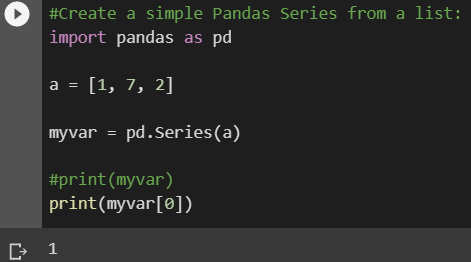 #Create a simple Pandas Series from a list:
import pandas as pd
a = [1, 7, 2]
myvar = pd.Series(a)
#print(myvar)
print(myvar[0])
1